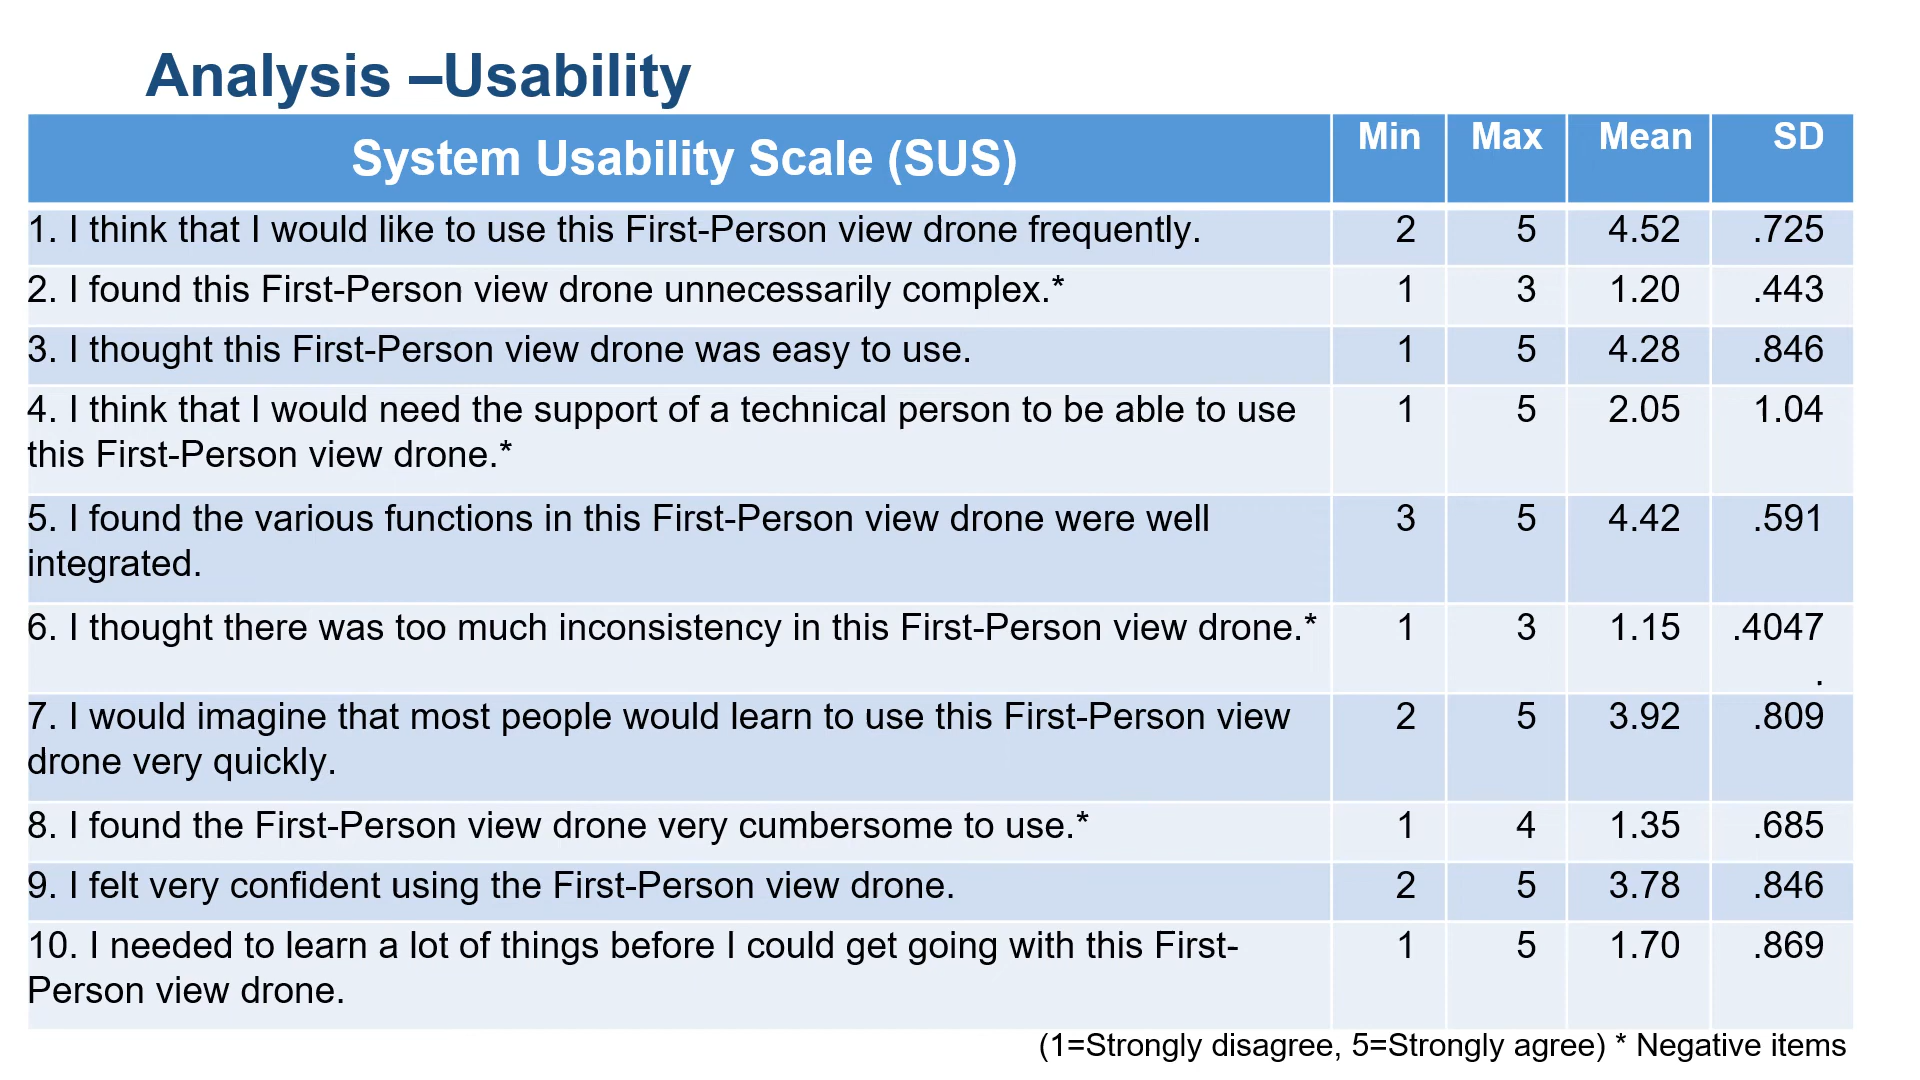 Analysis –Usability
System Usability Scale (SUS) Min Max Mean SD
1. I think that I would like to use this First-Person view drone frequently. 2 5 4.52 .725
2. I found this First-Person view drone unnecessarily complex.* 1 3 1.20 .443
3. I thought this First-Person view drone was easy to use. 1 5 4.28 .846
4. I think that I would need the support of a technical person to be able to use 1 5 2.05 1.04
this First-Person view drone.*
5. I found the various functions in this First-Person view drone were well 3 5 4.42 .591
integrated.
6. I thought there was too much inconsistency in this First-Person view drone.* 1 3 1.15 .4047
.
7. I would imagine that most people would learn to use this First-Person view 2 5 3.92 .809
drone very quickly.
8. I found the First-Person view drone very cumbersome to use.* 1 4 1.35 .685
9. I felt very confident using the First-Person view drone. 2 5 3.78 .846
10. I needed to learn a lot of things before I could get going with this First- 1 5 1.70 .869
Person view drone.
(1=Strongly disagree, 5=Strongly agree) * Negative items